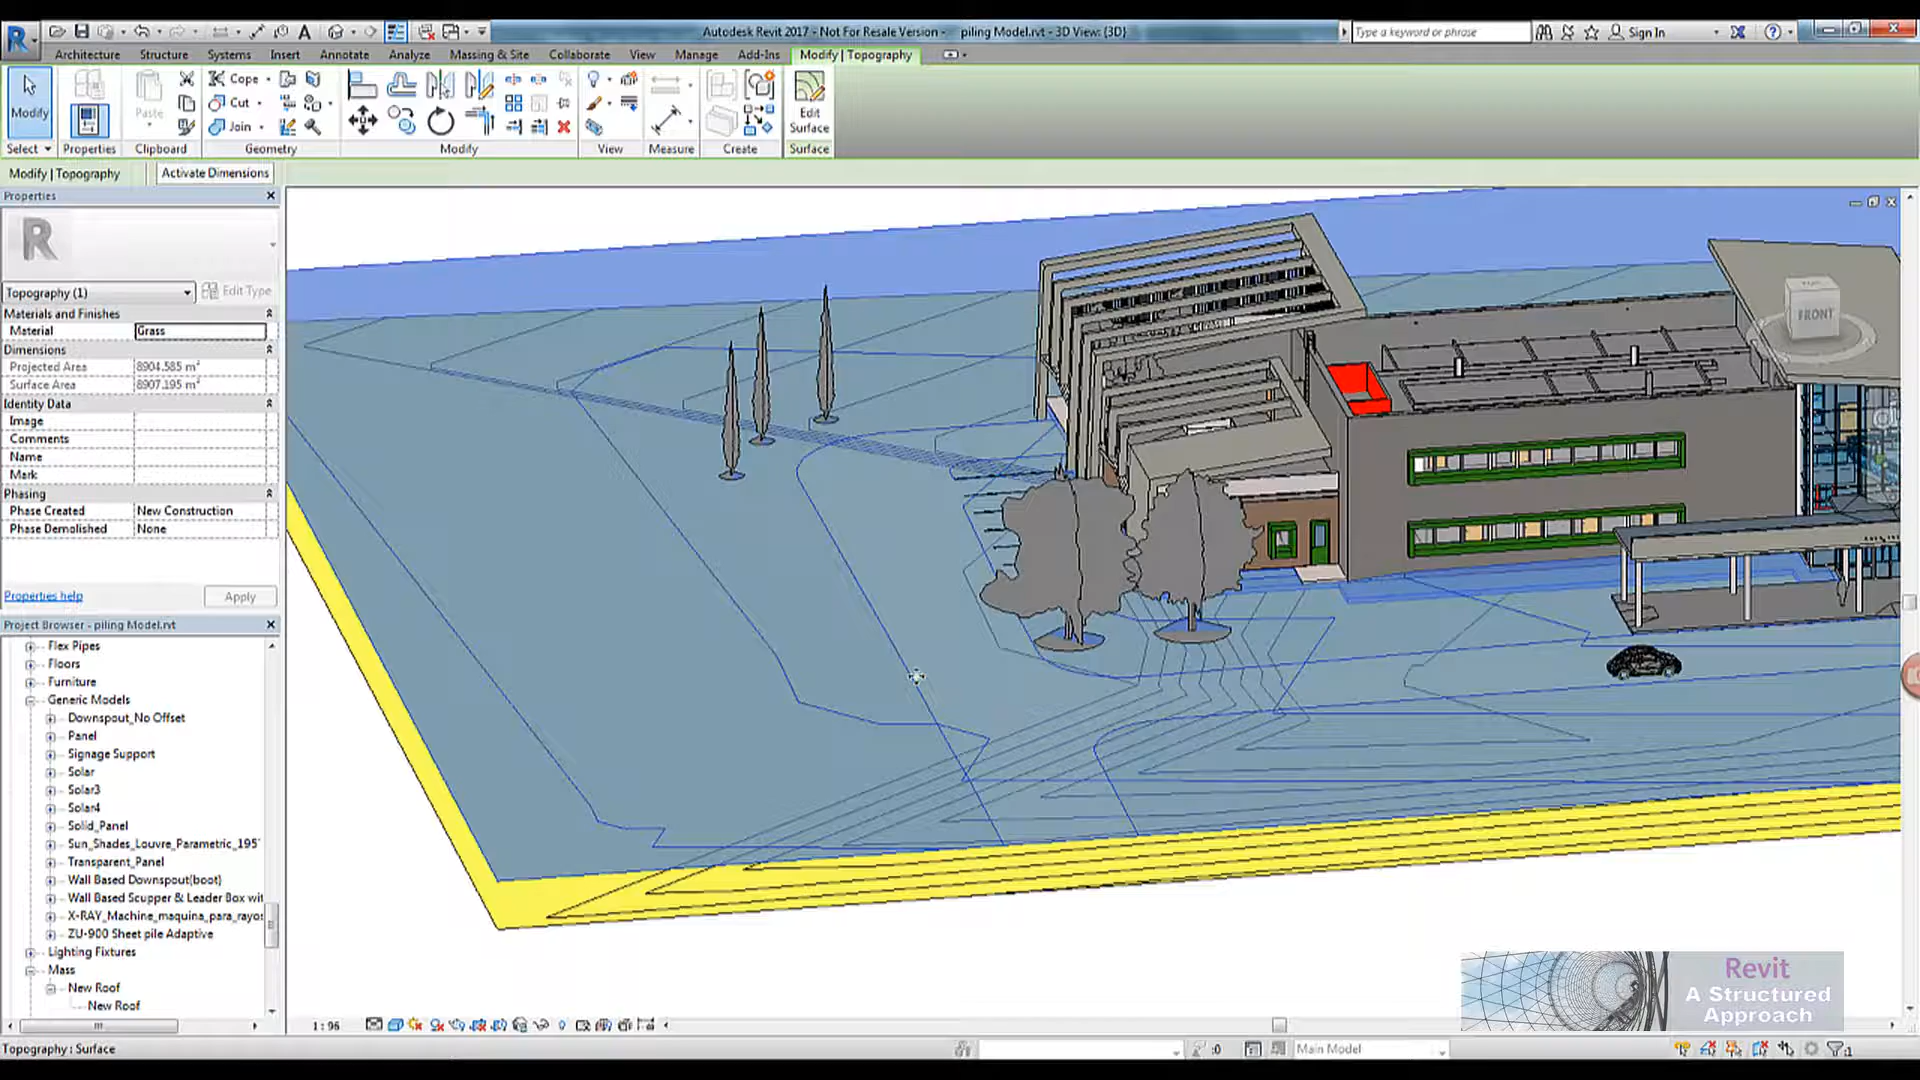 Autodesk Revit 2017 - Not For Resale Version - piling Model.rvt - 3D View: {3D}
Type a keyword or phrase
Sign In
Architecture Structure Systems Insert Annotate Analyze Massing & Site Collaborate View Manage Add-Ins Modify | Topography
Modify
Paste
Cope
Cut
Join
Edit
Surface
Select Properties Clipboard Geometry Modify View Measure Create Surface
Modify | Topography
Activate Dimensions
Properties
Topography (1)
Edit Type
Materials and Finishes
Material Grass
Dimensions
Projected Area 8904.585 m²
Surface Area 8907.195 m²
Identity Data
Image
Comments
Name
Mark
Phasing
Phase Created New Construction
Phase Demolished None
Properties help
Apply
Project Browser - piling Model.rvt
Flex Pipes
Floors
Furniture
Generic Models
Downspout_No Offset
Panel
Signage Support
Solar
Solar3
Solar4
Solid_Panel
Sun_Shades_Louvre_Parametric_195
Transparent_Panel
Wall Based Downspout(boot)
Wall Based Scupper & Leader Box wit
X-RAY_Machine_maquina_para_rayos
ZU-900 Sheet pile Adaptive
Lighting Fixtures
Mass
New Roof
New Roof
FRONT
Revit
A Structured
Approach
1 : 96
Topography : Surface
:0
Main Model
:1